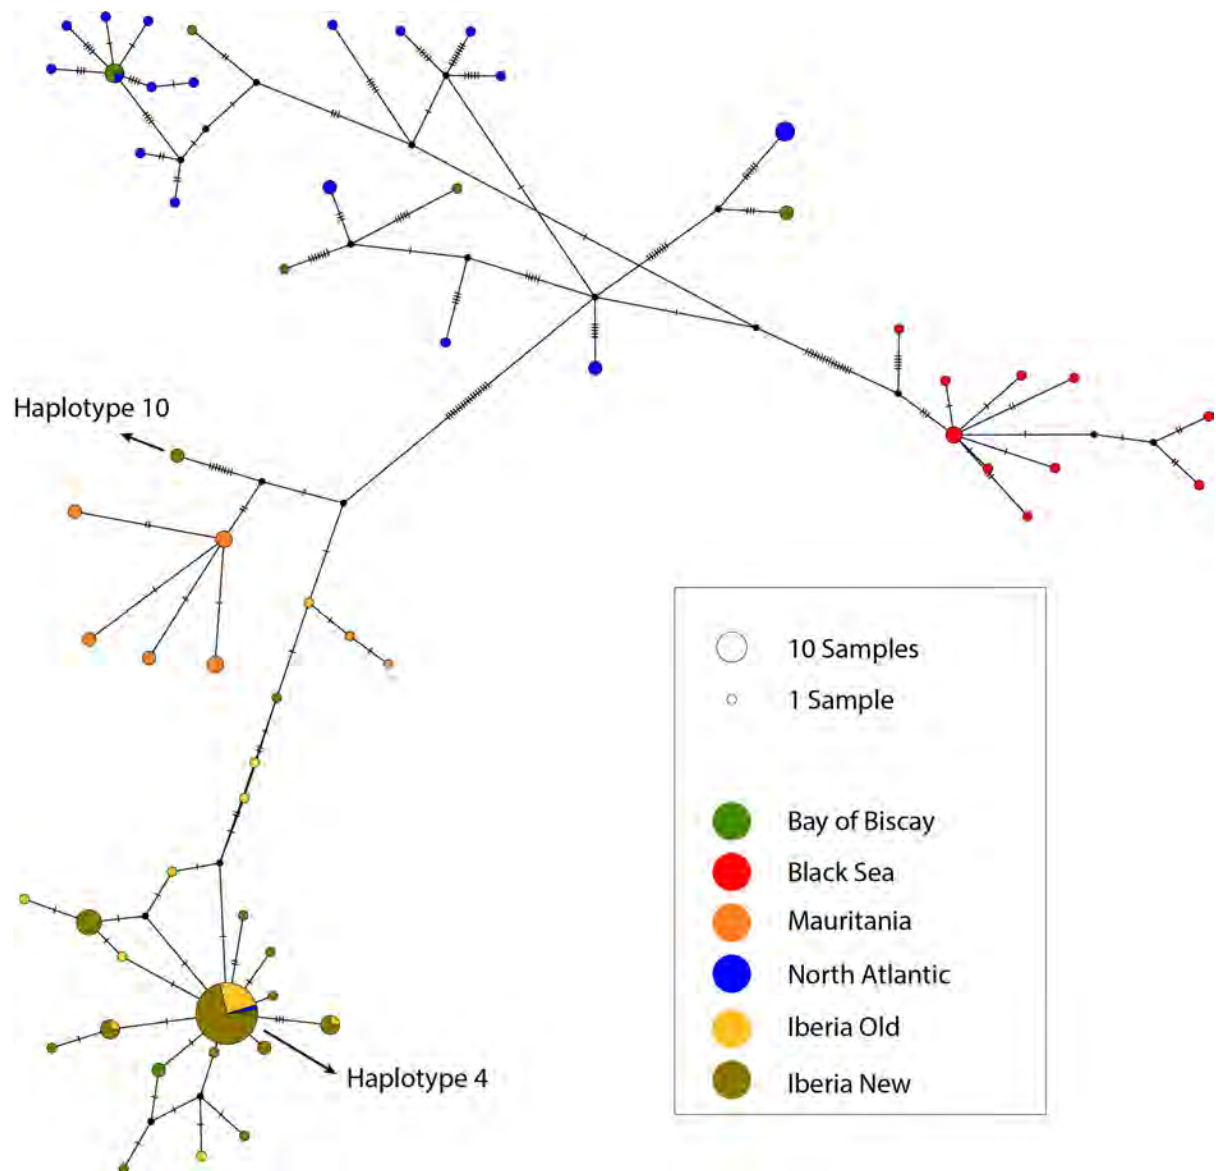 Haplotype 10
10 Samples
1 Sample
Bay of Biscay
Black Sea
Mauritania
North Atlantic
Iberia Old
Iberia New
Haplotype 4